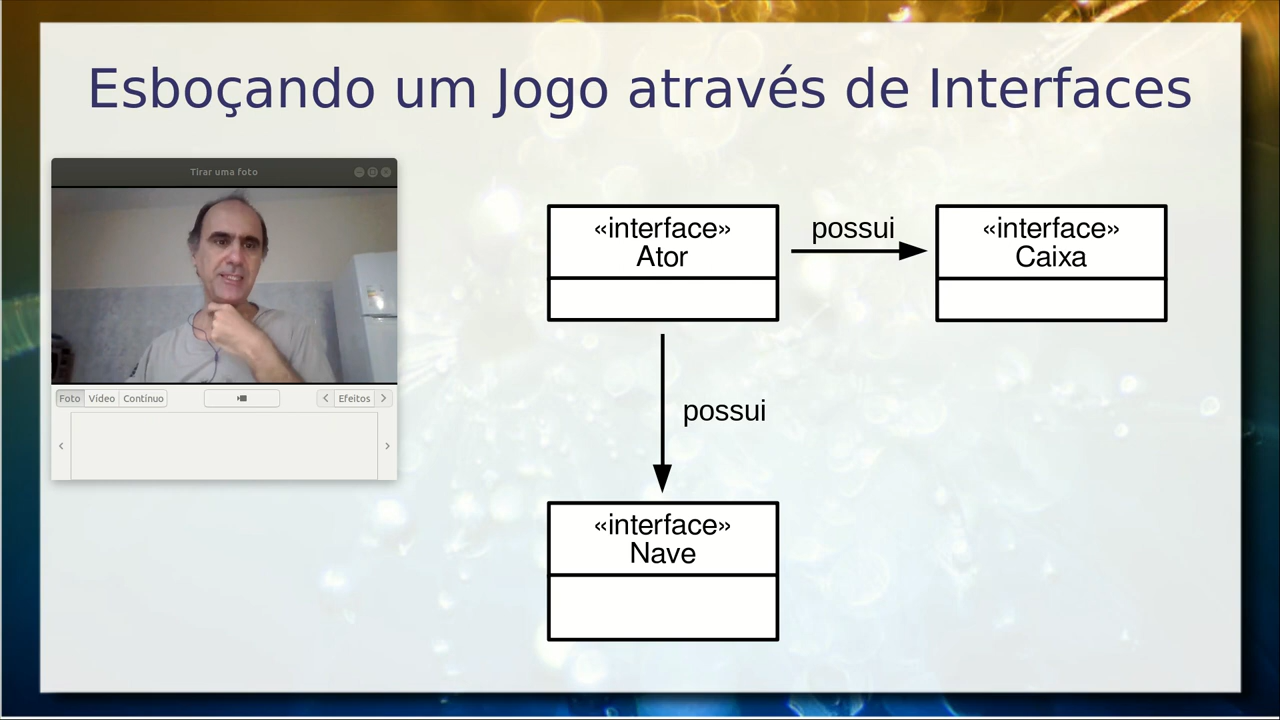 Esboçando um Jogo através de Interfaces
Tirar uma foto
Foto Vídeo Contínuo
Efeitos
«interface»
Ator
possui
«interface»
Caixa
possui
«interface»
Nave